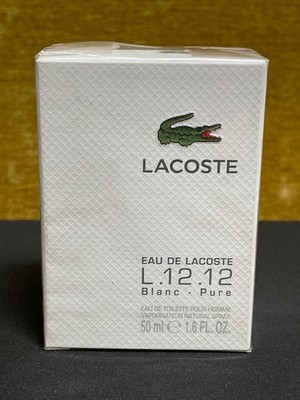 LACOSTE
EAU DE LACOSTE
L.12.12
Blanc - Pure
EAU DE TOILETTE POUR HOMME
VAPORISATEUR NATURAL SPRAY
50 ml ℮ 1.6 FL. OZ.